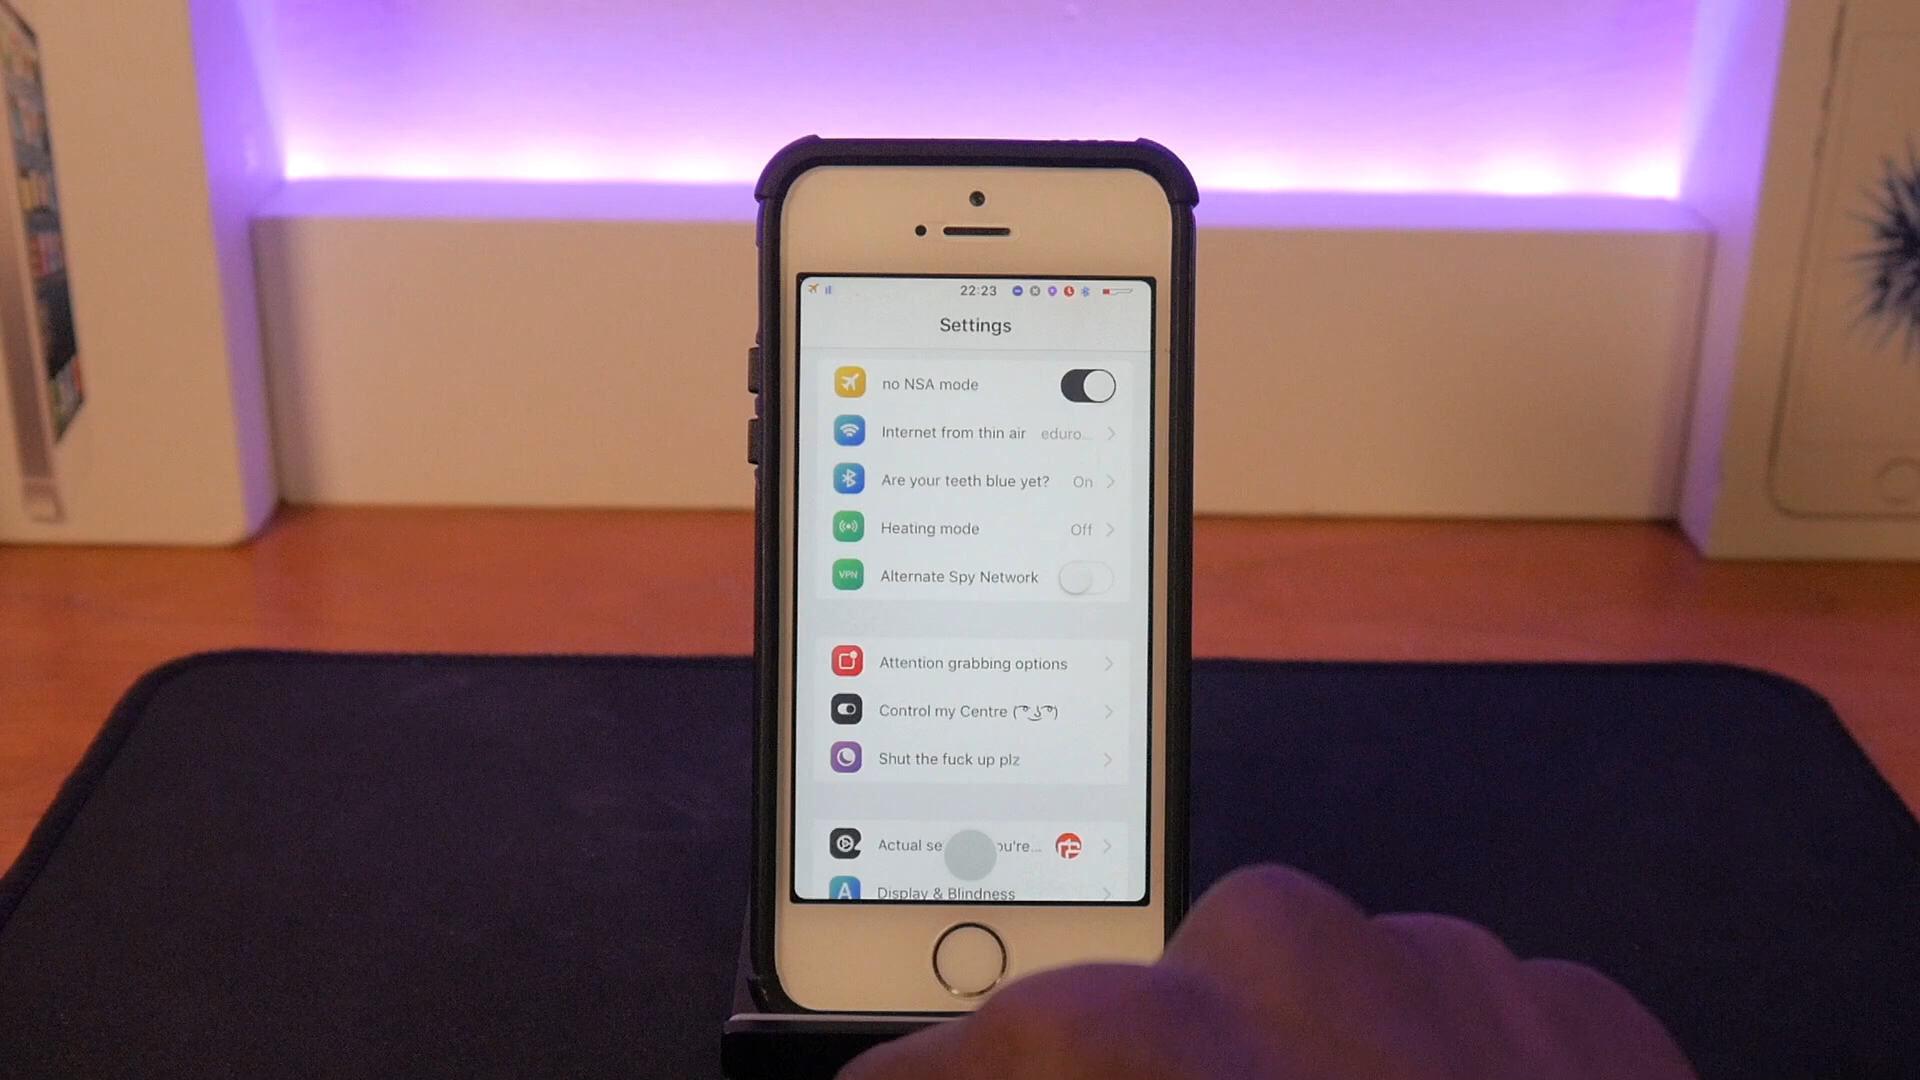 22:23
Settings
no NSA mode
Internet from thin air eduro...
Are your teeth blue yet? On
Heating mode Off
VPN Alternate Spy Network
Attention grabbing options
Control my Centre ( ͡° ͜ʖ ͡°)
Shut the fuck up plz
Actual se ou're...
A Display & Blindness